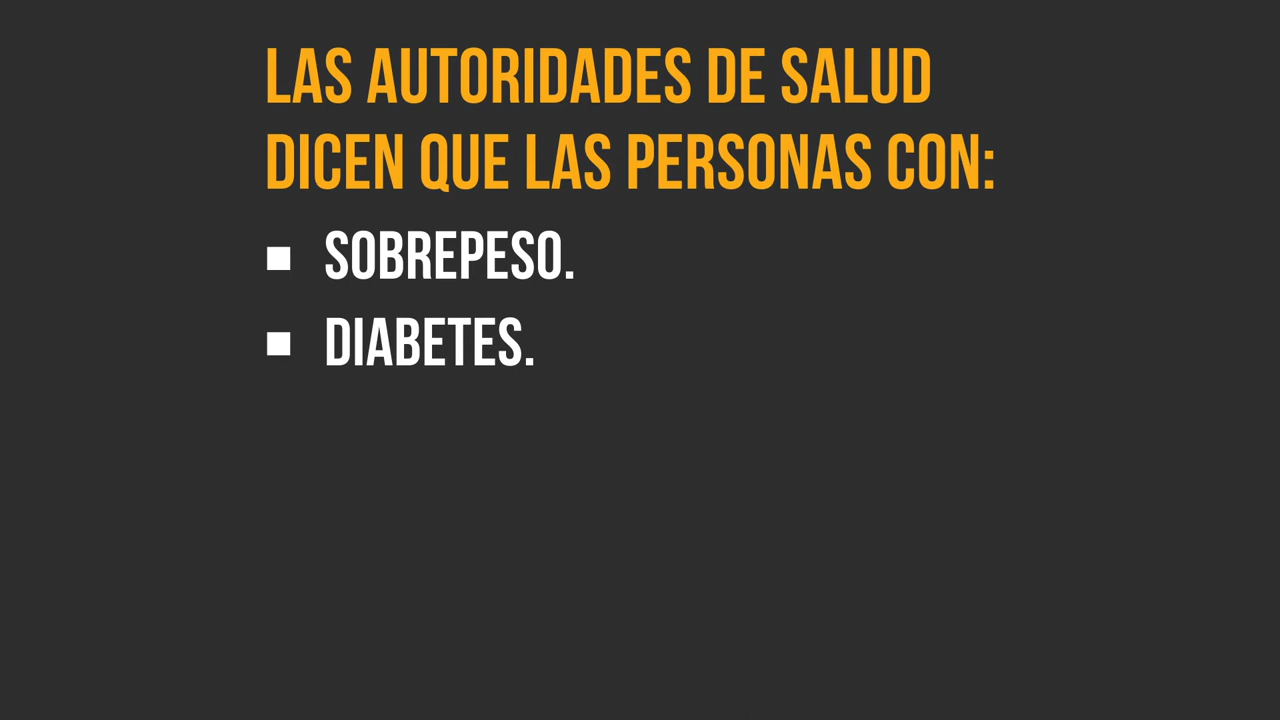 LAS AUTORIDADES DE SALUD
DICEN QUE LAS PERSONAS CON:
▪ SOBREPESO.
▪ DIABETES.